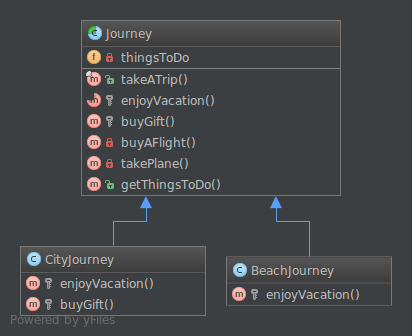 Journey
thingsToDo
takeATrip()
enjoyVacation()
buyGift()
buyAFlight()
takePlane()
getThingsToDo()
CityJourney
enjoyVacation()
buyGift()
BeachJourney
enjoyVacation()
Powered by yFiles